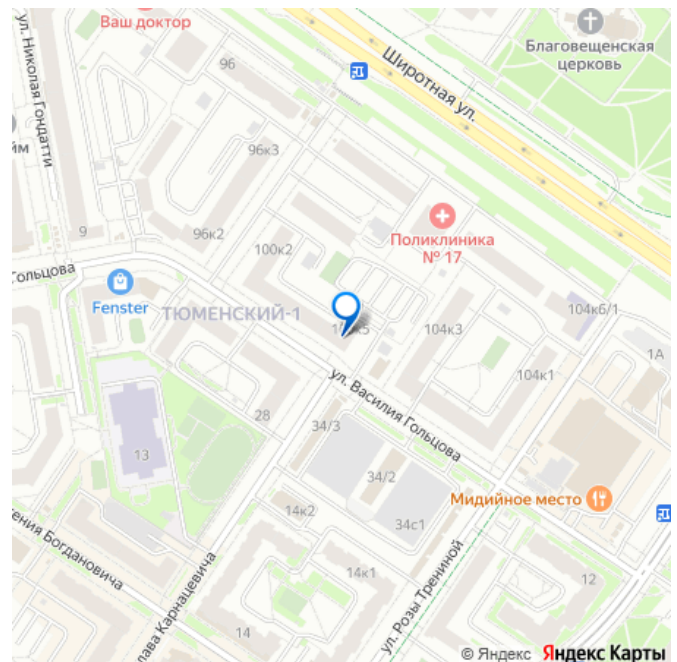 Ваш доктор
Благовещенская
церковь
ул. Николая Гондатти
96
Широтная ул.
96к3
9
96к2
100к2
Поликлиника
№ 17
Гольцова
Fenster
ТЮМЕНСКИЙ-1
104к3
104к6/1
1А
104к1
ул. Василия Гольцова
28
34/3
13
34/2
Мидийное место
14к2
34с1
Богдановича
14к1
12
Карнацевича
ул. Розы Трениной
14
© Яндекс Яндекс Карты